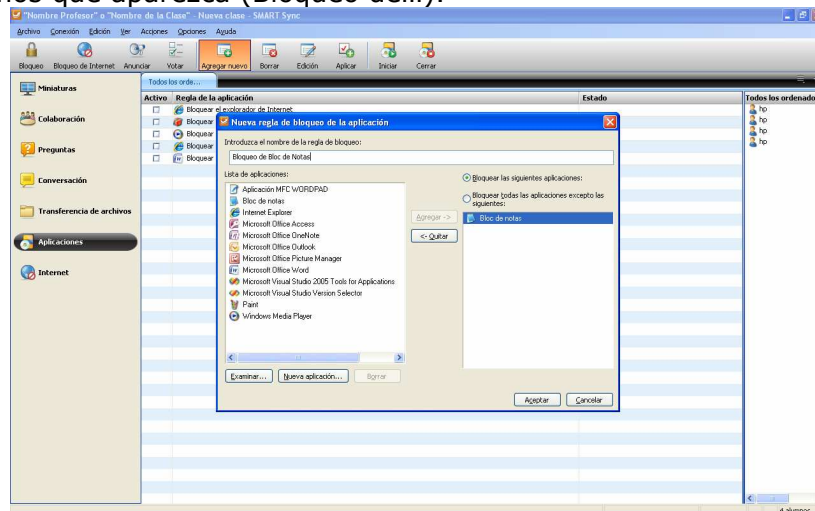 nos que aparezca (Bloqueo de...).
"Nombre Profesor" o "Nombre de la Clase" - Nueva clase - SMART Sync
Archivo Conexión Edición Ver Acciones Opciones Ayuda
Bloqueo Bloqueo de Internet Anunciar Votar Agregar nuevo Borrar Edición Aplicar Iniciar Cerrar
Miniaturas
Colaboración
Preguntas
Conversación
Transferencia de archivos
Aplicaciones
Internet
Todos los orde...
Activo Regla de la aplicación Estado
Bloquear el explorador de Internet
Bloquear
Bloquear
Bloquear
Bloquear
Nueva regla de bloqueo de la aplicación
Introduzca el nombre de la regla de bloqueo:
Bloqueo de Bloc de Notas
Lista de aplicaciones:
Aplicación MFC WORDPAD
Bloc de notas
Internet Explorer
Microsoft Office Access
Microsoft Office OneNote
Microsoft Office Outlook
Microsoft Office Picture Manager
Microsoft Office Word
Microsoft Visual Studio 2005 Tools for Applications
Microsoft Visual Studio Version Selector
Paint
Windows Media Player
Examinar... Nueva aplicación... Borrar
Agregar ->
<- Quitar
Bloquear las siguientes aplicaciones:
Bloquear todas las aplicaciones excepto las
siguientes:
Bloc de notas
Aceptar Cancelar
Todos los ordenado
hp
hp
hp
hp
4 alumnos